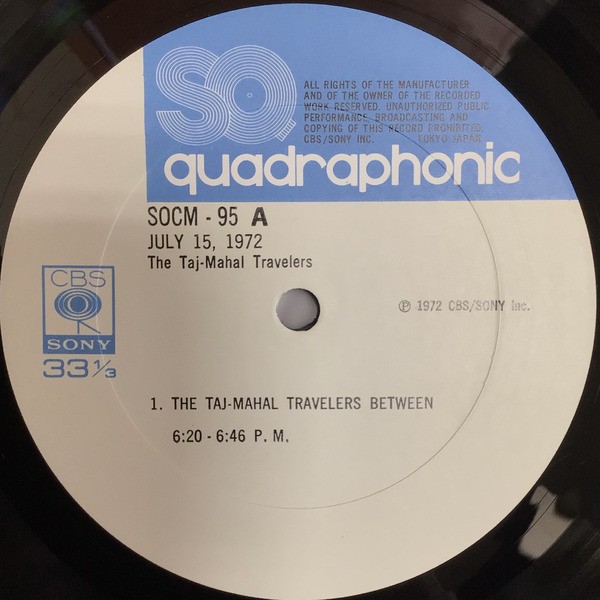 SQ
ALL RIGHTS OF THE MANUFACTURER
AND OF THE OWNER OF THE RECORDED
WORK RESERVED. UNAUTHORIZED PUBLIC
PERFORMANCE, BROADCASTING AND
COPYING OF THIS RECORD PROHIBITED.
CBS/SONY INC. TOKYO JAPAN
quadraphonic
SOCM - 95 A
JULY 15, 1972
The Taj-Mahal Travelers
CBS
SONY
33 1/3
℗ 1972 CBS/SONY Inc.
1. THE TAJ-MAHAL TRAVELERS BETWEEN
6:20 - 6:46 P. M.